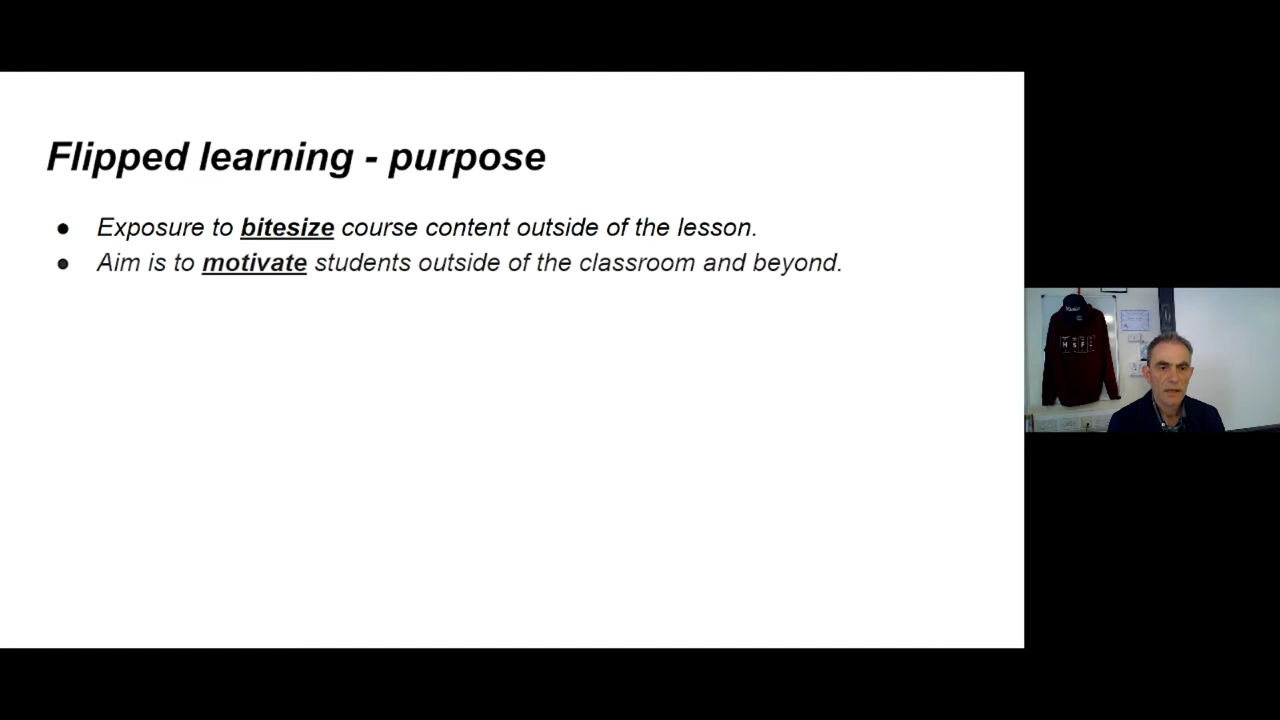 Flipped learning - purpose
● Exposure to bitesize course content outside of the lesson.
● Aim is to motivate students outside of the classroom and beyond.
H S F